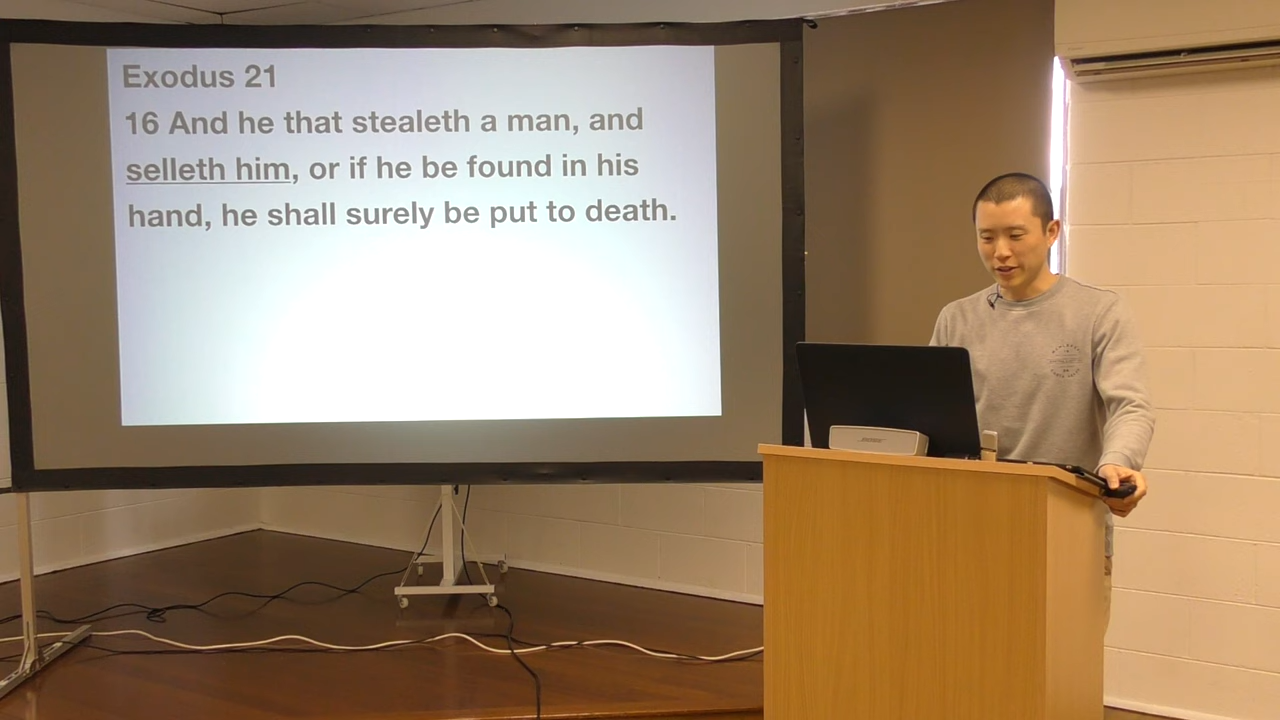 Exodus 21
16 And he that stealeth a man, and
selleth him, or if he be found in his
hand, he shall surely be put to death.